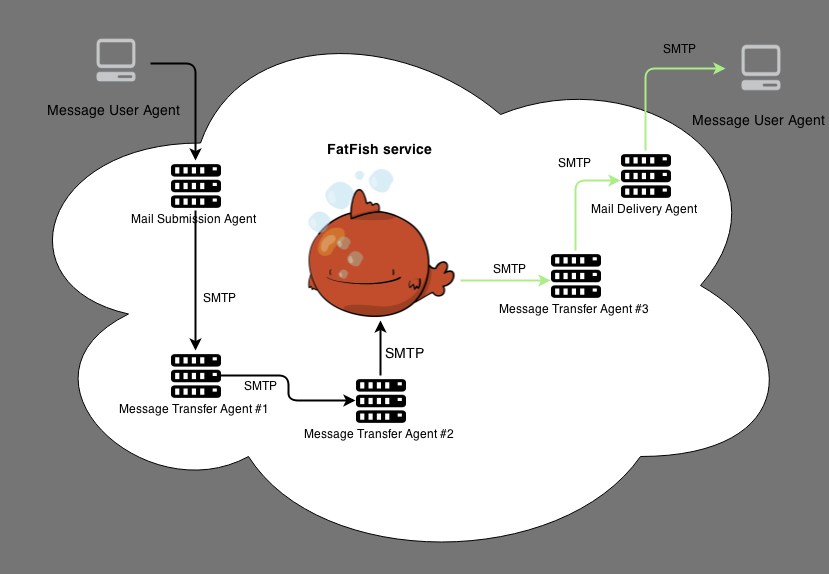 SMTP
Message User Agent
Message User Agent
FatFish service
SMTP
Mail Submission Agent
Mail Delivery Agent
SMTP
SMTP
Message Transfer Agent #3
SMTP
SMTP
Message Transfer Agent #1
Message Transfer Agent #2